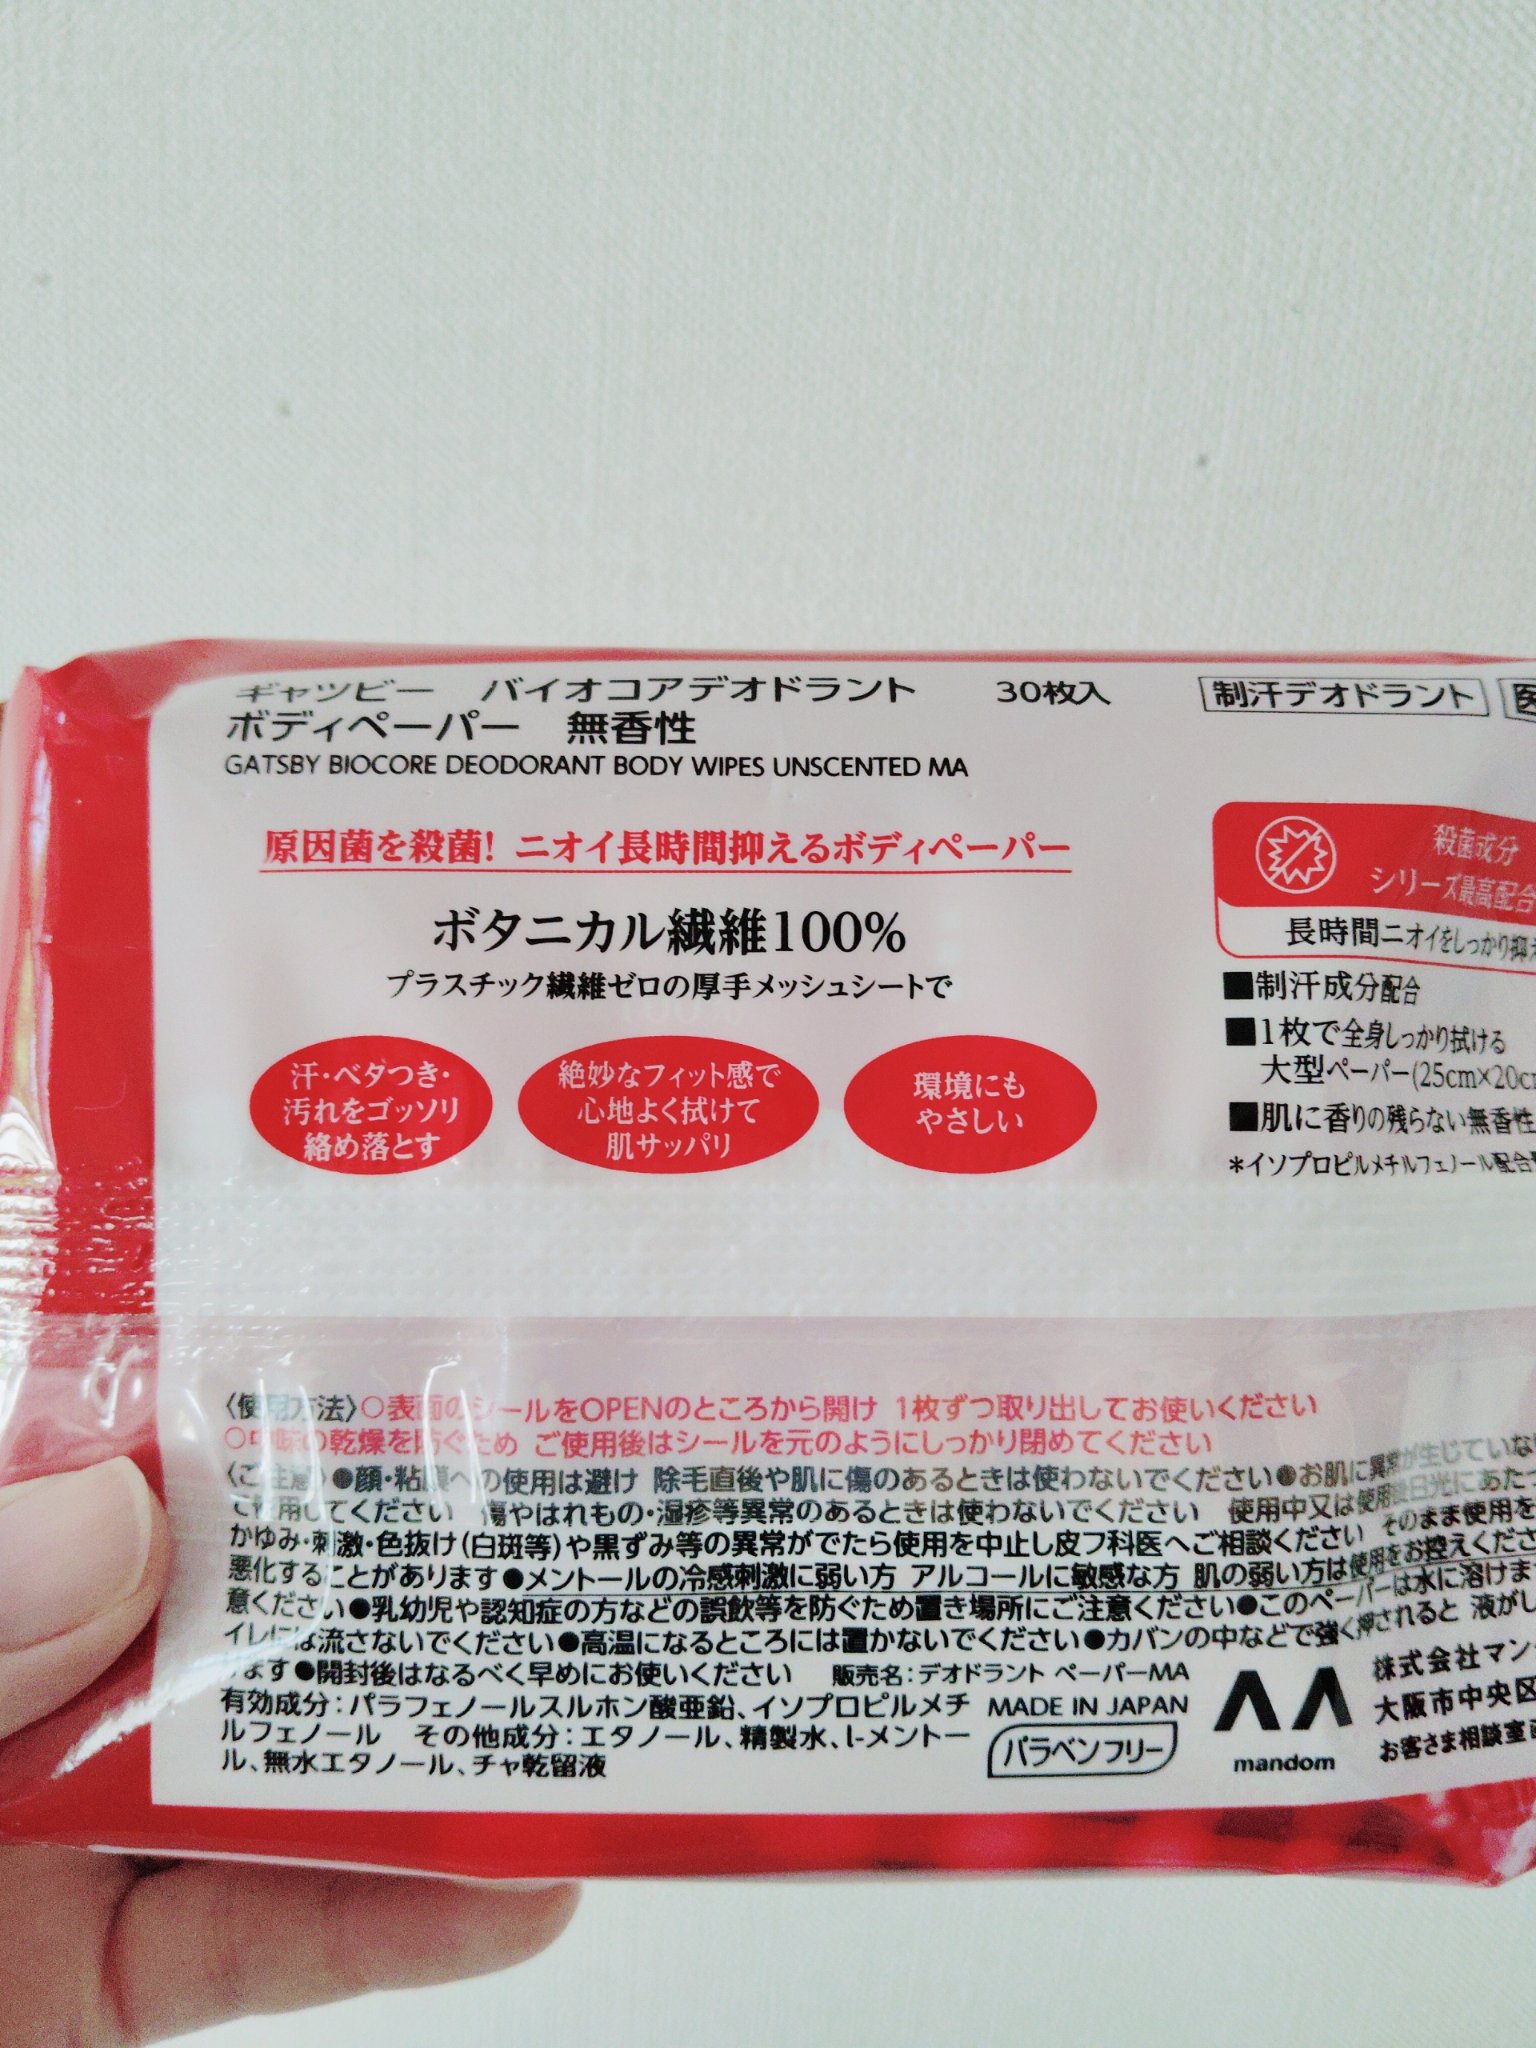 ギャツビー バイオコアデオドラント 30枚入
ボディペーパー 無香性
GATSBY BIOCORE DEODORANT BODY WIPES UNSCENTED MA
制汗デオドラント 医
原因菌を殺菌! ニオイ長時間抑えるボディペーパー
ボタニカル繊維100%
プラスチック繊維ゼロの厚手メッシュシートで
汗・ベタつき・
汚れをゴッソリ
絡め落とす
絶妙なフィット感で
心地よく拭けて
肌サッパリ
環境にも
やさしい
殺菌成分
シリーズ最高配合
長時間ニオイをしっかり抑え
■制汗成分配合
■1枚で全身しっかり拭ける
大型ペーパー(25cm×20cm
■肌に香りの残らない無香性
*イソプロピルメチルフェノール配合
〈使用方法〉○表面のシールをOPENのところから開け 1枚ずつ取り出してお使いください
○中味の乾燥を防ぐため ご使用後はシールを元のようにしっかり閉めてください
〈ご注意〉●顔・粘膜への使用は避け 除毛直後や肌に傷のあるときは使わないでください●お肌に異常が生じていない
ご使用してください 傷やはれもの・湿疹等異常のあるときは使わないでください 使用中又は使用後日光にあたっ
かゆみ・刺激・色抜け(白斑等)や黒ずみ等の異常がでたら使用を中止し皮フ科医へご相談ください そのまま使用を
悪化することがあります●メントールの冷感刺激に弱い方 アルコールに敏感な方 肌の弱い方は使用をお控えくださ
意ください●乳幼児や認知症の方などの誤飲等を防ぐため置き場所にご注意ください●このペーパーは水に溶けま
イレには流さないでください●高温になるところには置かないでください●カバンの中などで強く押されると 液がし
ります●開封後はなるべく早めにお使いください 販売名:デオドラント ペーパーMA
有効成分:パラフェノールスルホン酸亜鉛、イソプロピルメチ
ルフェノール その他成分:エタノール、精製水、l-メントー
ル、無水エタノール、チャ乾留液
MADE IN JAPAN
パラベンフリー
mandom
株式会社マン
大阪市中央区
お客さま相談室